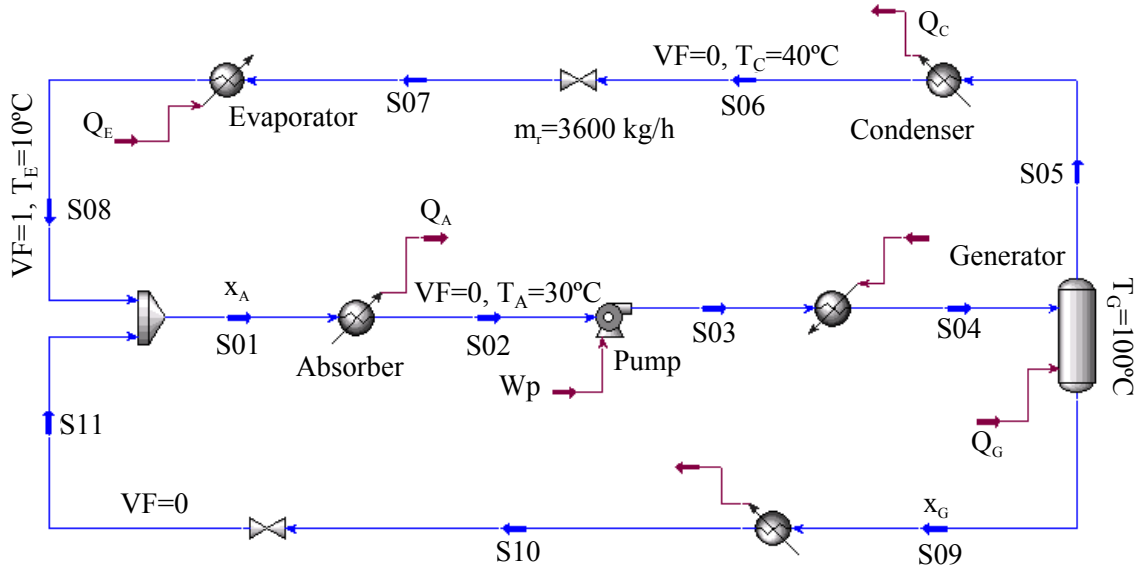 Q_C
VF=0, T_C=40ºC
S07
S06
Evaporator
Condenser
Q_E
m_r=3600 kg/h
S05
VF=1, T_E=10ºC
S08
Q_A
Generator
x_A
VF=0, T_A=30ºC
S03
S04
T_G=100ºC
S01
S02
Absorber
Pump
Wp
S11
Q_G
VF=0
x_G
S10
S09